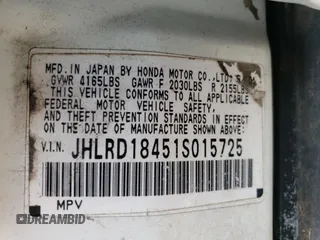 MFD. IN JAPAN BY HONDA MOTOR CO., LTD.
GVWR 4165LBS GAWR F 2030LBS R 2155LBS
THIS VEHICLE CONFORMS TO ALL APPLICABLE
FEDERAL MOTOR VEHICLE SAFETY
AND THEFT PREVENTION STANDARDS IN EFFECT
ON THE DATE OF MANUFACTURE SHOWN ABOVE.
V.I.N. JHLRD18451S015725
MPV
DREAMBID